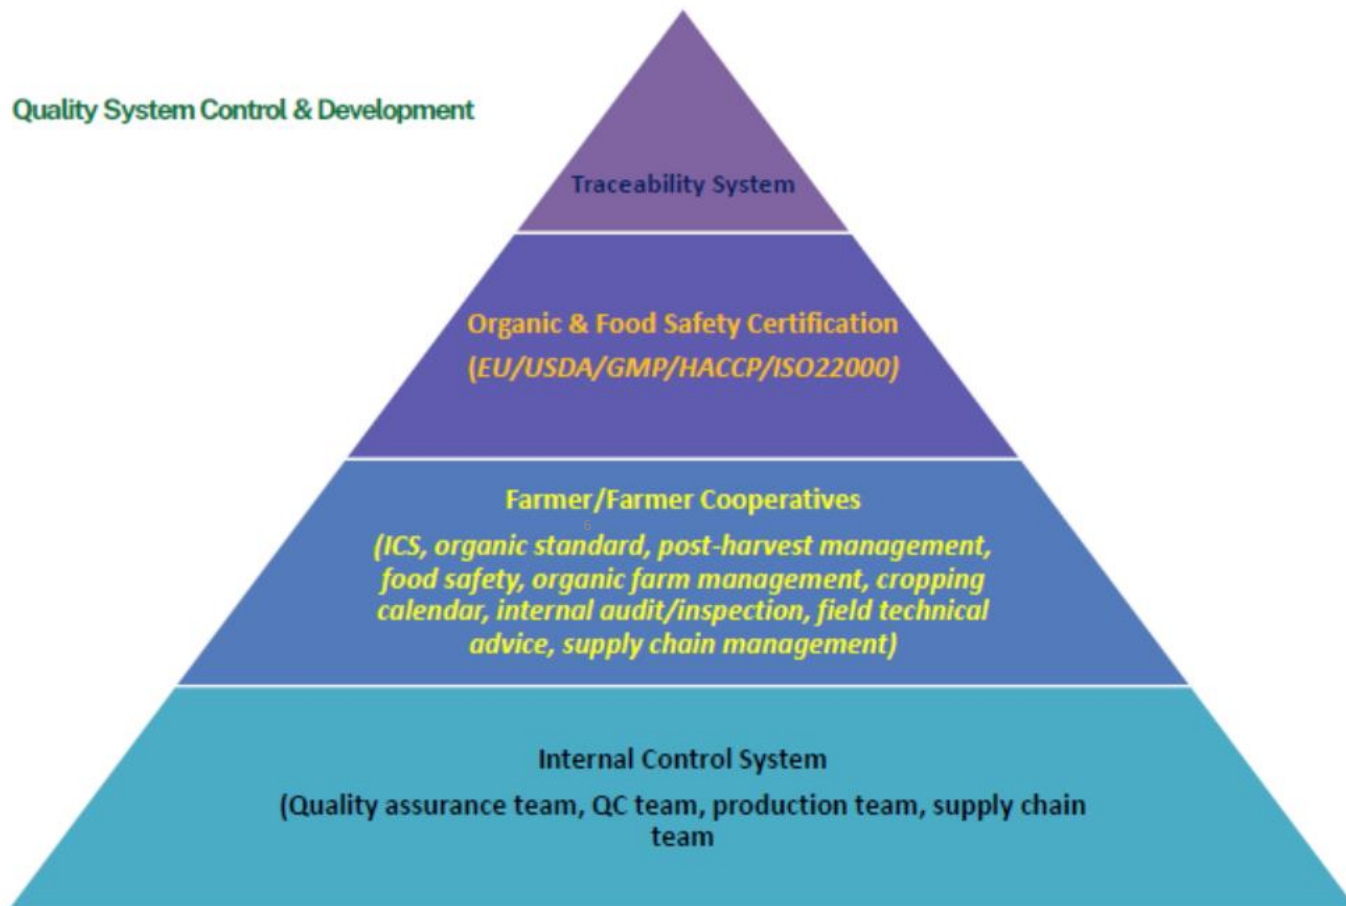 Quality System Control & Development
Traceability System
Organic & Food Safety Certification
(EU/USDA/GMP/HACCP/ISO22000)
Farmer/Farmer Cooperatives
6
(ICS, organic standard, post-harvest management,
food safety, organic farm management, cropping
calendar, internal audit/inspection, field technical
advice, supply chain management)
Internal Control System
(Quality assurance team, QC team, production team, supply chain
team